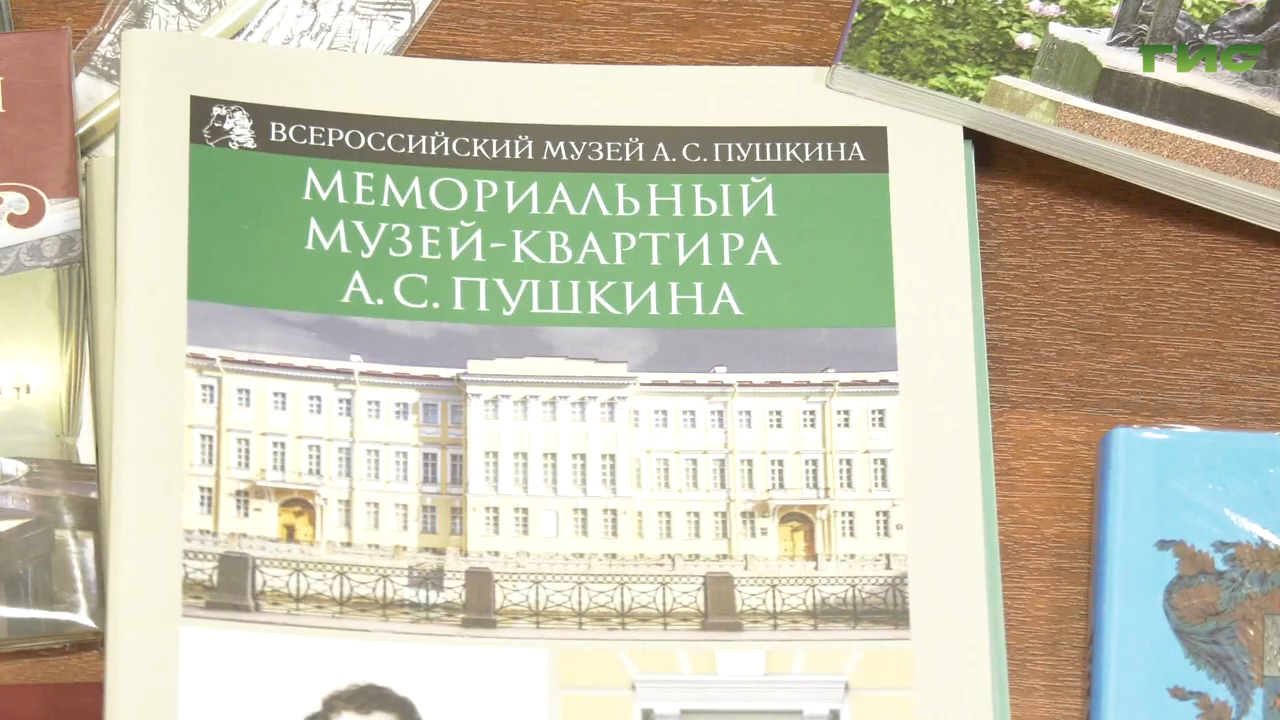 ГИС
ВСЕРОССИЙСКИЙ МУЗЕЙ А. С. ПУШКИНА
МЕМОРИАЛЬНЫЙ
МУЗЕЙ-КВАРТИРА
А. С. ПУШКИНА